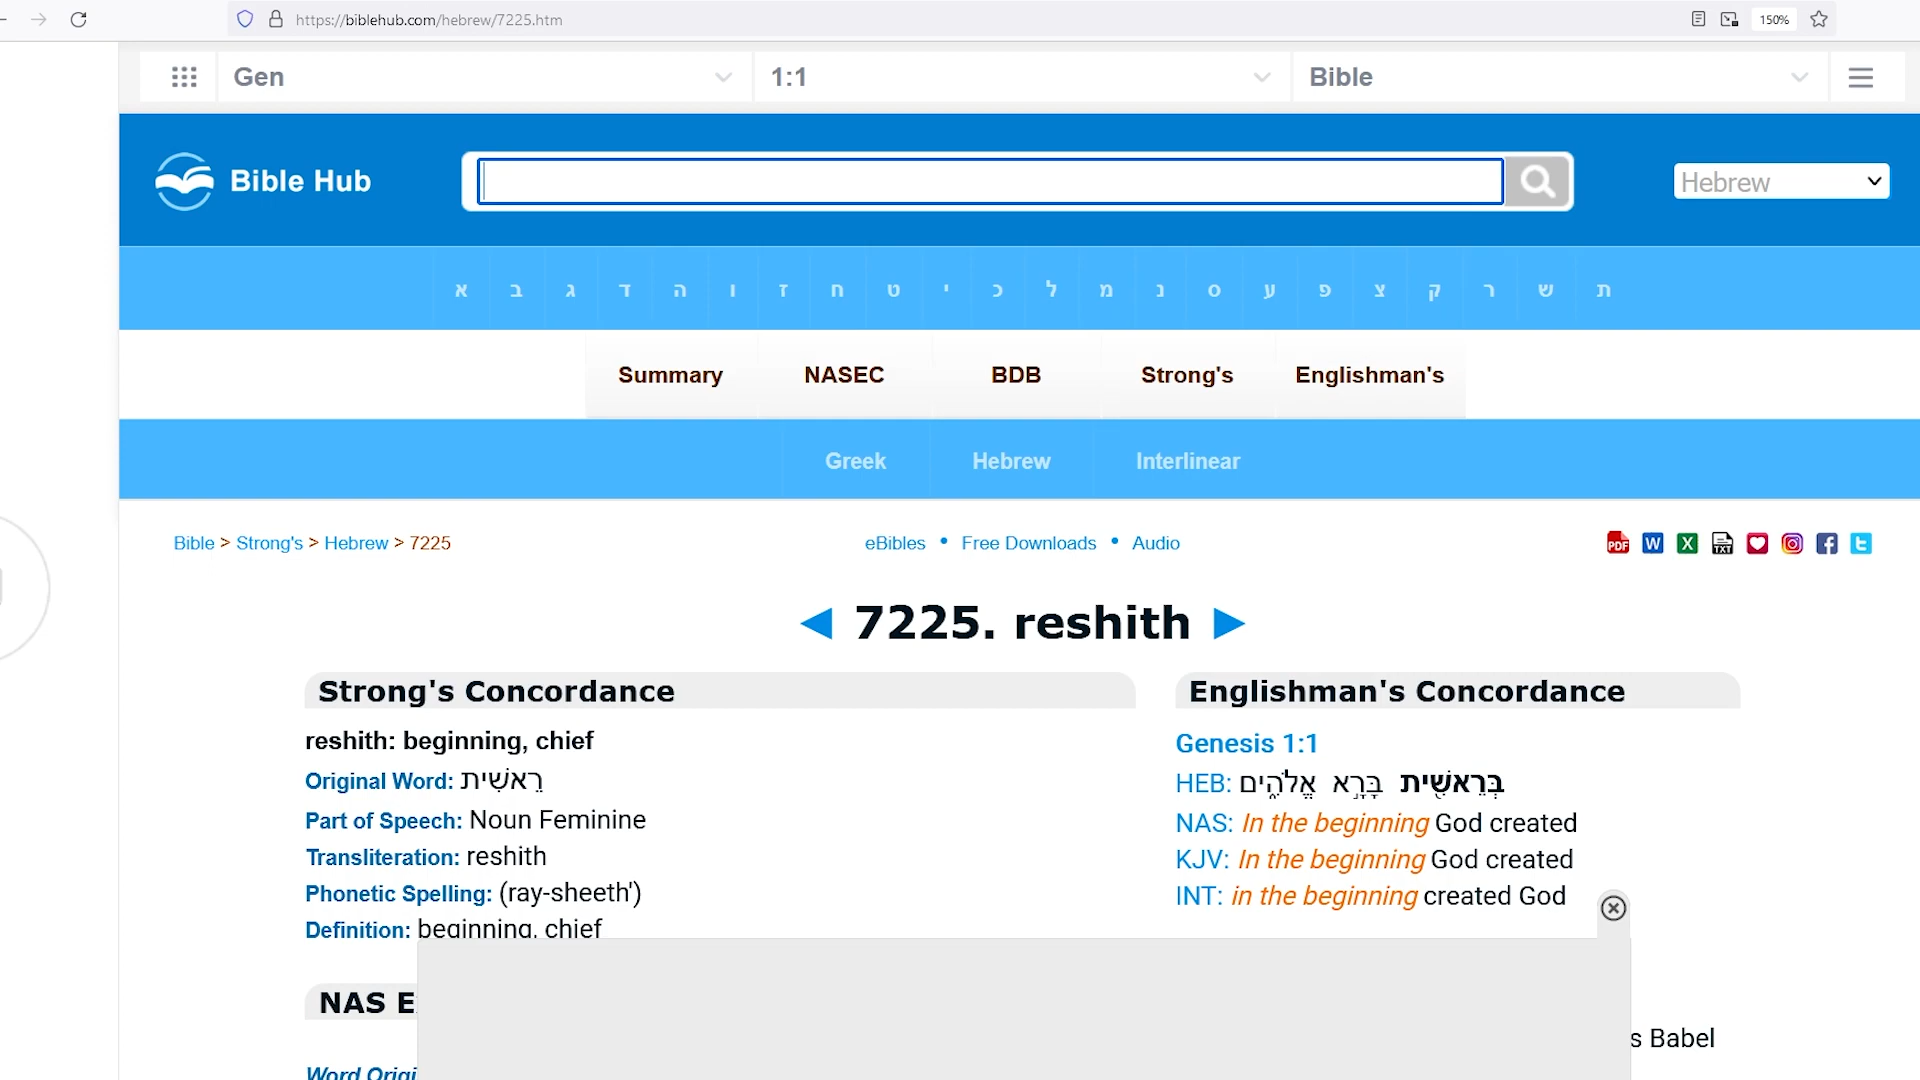 https://biblehub.com/hebrew/7225.htm
150%
Gen
1:1
Bible
Bible Hub
Hebrew
א ב ג ד ה ו ז ח ט י כ ל מ נ ס ע פ צ ק ר ש ת
Summary NASEC BDB Strong's Englishman's
Greek Hebrew Interlinear
Bible > Strong's > Hebrew > 7225
eBibles • Free Downloads • Audio
PDF W X TXT
◄ 7225. reshith ►
Strong's Concordance
reshith: beginning, chief
Original Word: רֵאשִׁית
Part of Speech: Noun Feminine
Transliteration: reshith
Phonetic Spelling: (ray-sheeth')
Definition: beginning, chief
NAS E
Word Origi
Englishman's Concordance
Genesis 1:1
HEB: בְּרֵאשִׁ֖ית בָּרָ֣א אֱלֹהִ֑ים
NAS: In the beginning God created
KJV: In the beginning God created
INT: in the beginning created God
s Babel